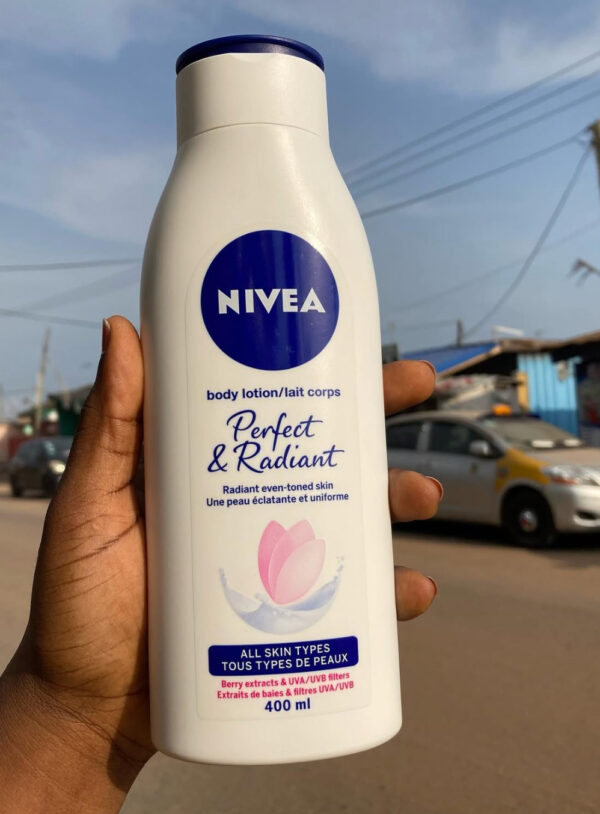 NIVEA
body lotion/lait corps
Perfect
& Radiant
Radiant even-toned skin
Une peau éclatante et uniforme
ALL SKIN TYPES
TOUS TYPES DE PEAUX
Berry extracts & UVA/UVB filters
Extraits de baies & filtres UVA/UVB
400 ml